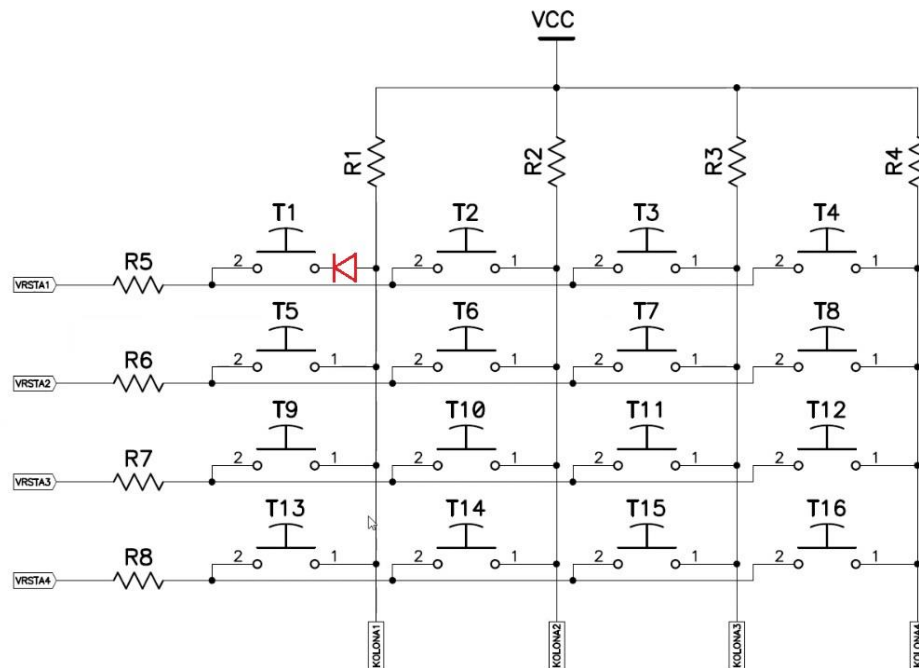 VCC
R1 R2 R3 R4
T1 T2 T3 T4
R5 2 2 1 2 1 2 1
VRSTA1
T5 T6 T7 T8
R6 2 1 2 1 2 1 2 1
VRSTA2
T9 T10 T11 T12
R7 2 1 2 1 2 1 2 1
VRSTA3
T13 T14 T15 T16
R8 2 1 2 1 2 1 2 1
VRSTA4
KOLONA1 KOLONA2 KOLONA3 KOLONA4